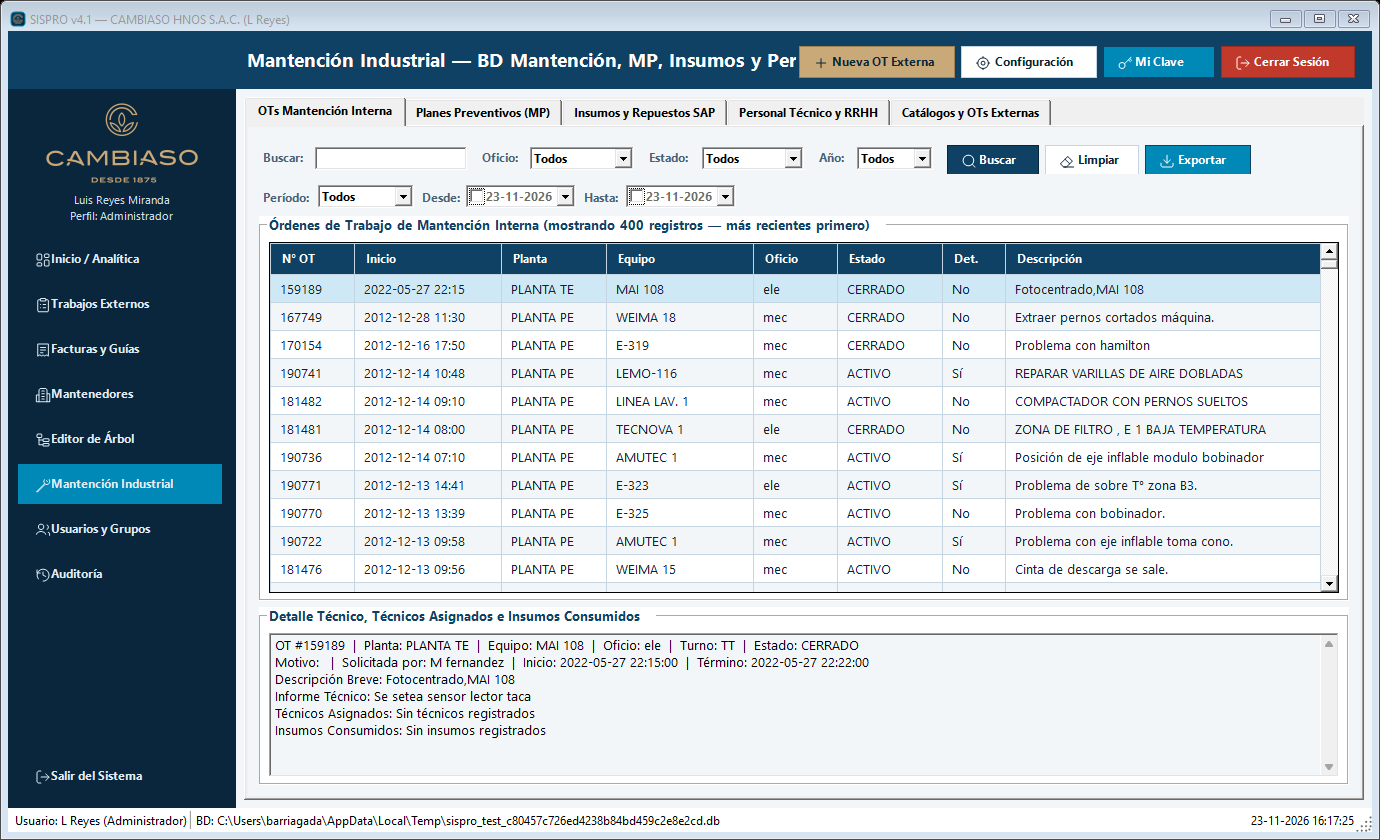 SISPRO v4.1 — CAMBIASO HNOS S.A.C. (L Reyes)
Mantención Industrial — BD Mantención, MP, Insumos y Per
Nueva OT Externa
Configuración
Mi Clave
Cerrar Sesión
CAMBIASO
DESDE 1875
Luis Reyes Miranda
Perfil: Administrador
Inicio / Analítica
Trabajos Externos
Facturas y Guías
Mantenedores
Editor de Árbol
Mantención Industrial
Usuarios y Grupos
Auditoría
Salir del Sistema
OTs Mantención Interna Planes Preventivos (MP) Insumos y Repuestos SAP Personal Técnico y RRHH Catálogos y OTs Externas
Buscar: Oficio: Todos Estado: Todos Año: Todos Buscar Limpiar Exportar
Período: Todos Desde: 23-11-2026 Hasta: 23-11-2026
Órdenes de Trabajo de Mantención Interna (mostrando 400 registros — más recientes primero)
N° OT Inicio Planta Equipo Oficio Estado Det. Descripción
159189 2022-05-27 22:15 PLANTA TE MAI 108 ele CERRADO No Fotocentrado,MAI 108
167749 2012-12-28 11:30 PLANTA PE WEIMA 18 mec CERRADO No Extraer pernos cortados máquina.
170154 2012-12-16 17:50 PLANTA PE E-319 mec CERRADO No Problema con hamilton
190741 2012-12-14 10:48 PLANTA PE LEMO-116 mec ACTIVO Sí REPARAR VARILLAS DE AIRE DOBLADAS
181482 2012-12-14 09:10 PLANTA PE LINEA LAV. 1 mec ACTIVO No COMPACTADOR CON PERNOS SUELTOS
181481 2012-12-14 08:00 PLANTA PE TECNOVA 1 ele CERRADO No ZONA DE FILTRO , E 1 BAJA TEMPERATURA
190736 2012-12-14 07:10 PLANTA PE AMUTEC 1 mec ACTIVO Sí Posición de eje inflable modulo bobinador
190771 2012-12-13 14:41 PLANTA PE E-323 ele ACTIVO Sí Problema de sobre T° zona B3.
190770 2012-12-13 13:39 PLANTA PE E-325 mec ACTIVO No Problema con bobinador.
190722 2012-12-13 09:58 PLANTA PE AMUTEC 1 mec ACTIVO Sí Problema con eje inflable toma cono.
181476 2012-12-13 09:56 PLANTA PE WEIMA 15 mec ACTIVO No Cinta de descarga se sale.
Detalle Técnico, Técnicos Asignados e Insumos Consumidos
OT #159189 | Planta: PLANTA TE | Equipo: MAI 108 | Oficio: ele | Turno: TT | Estado: CERRADO
Motivo: | Solicitada por: M fernandez | Inicio: 2022-05-27 22:15:00 | Término: 2022-05-27 22:22:00
Descripción Breve: Fotocentrado,MAI 108
Informe Técnico: Se setea sensor lector taca
Técnicos Asignados: Sin técnicos registrados
Insumos Consumidos: Sin insumos registrados
Usuario: L Reyes (Administrador) BD: C:\Users\barriagada\AppData\Local\Temp\sispro_test_c80457c726ed4238b84bd459c2e8e2cd.db 23-11-2026 16:17:25